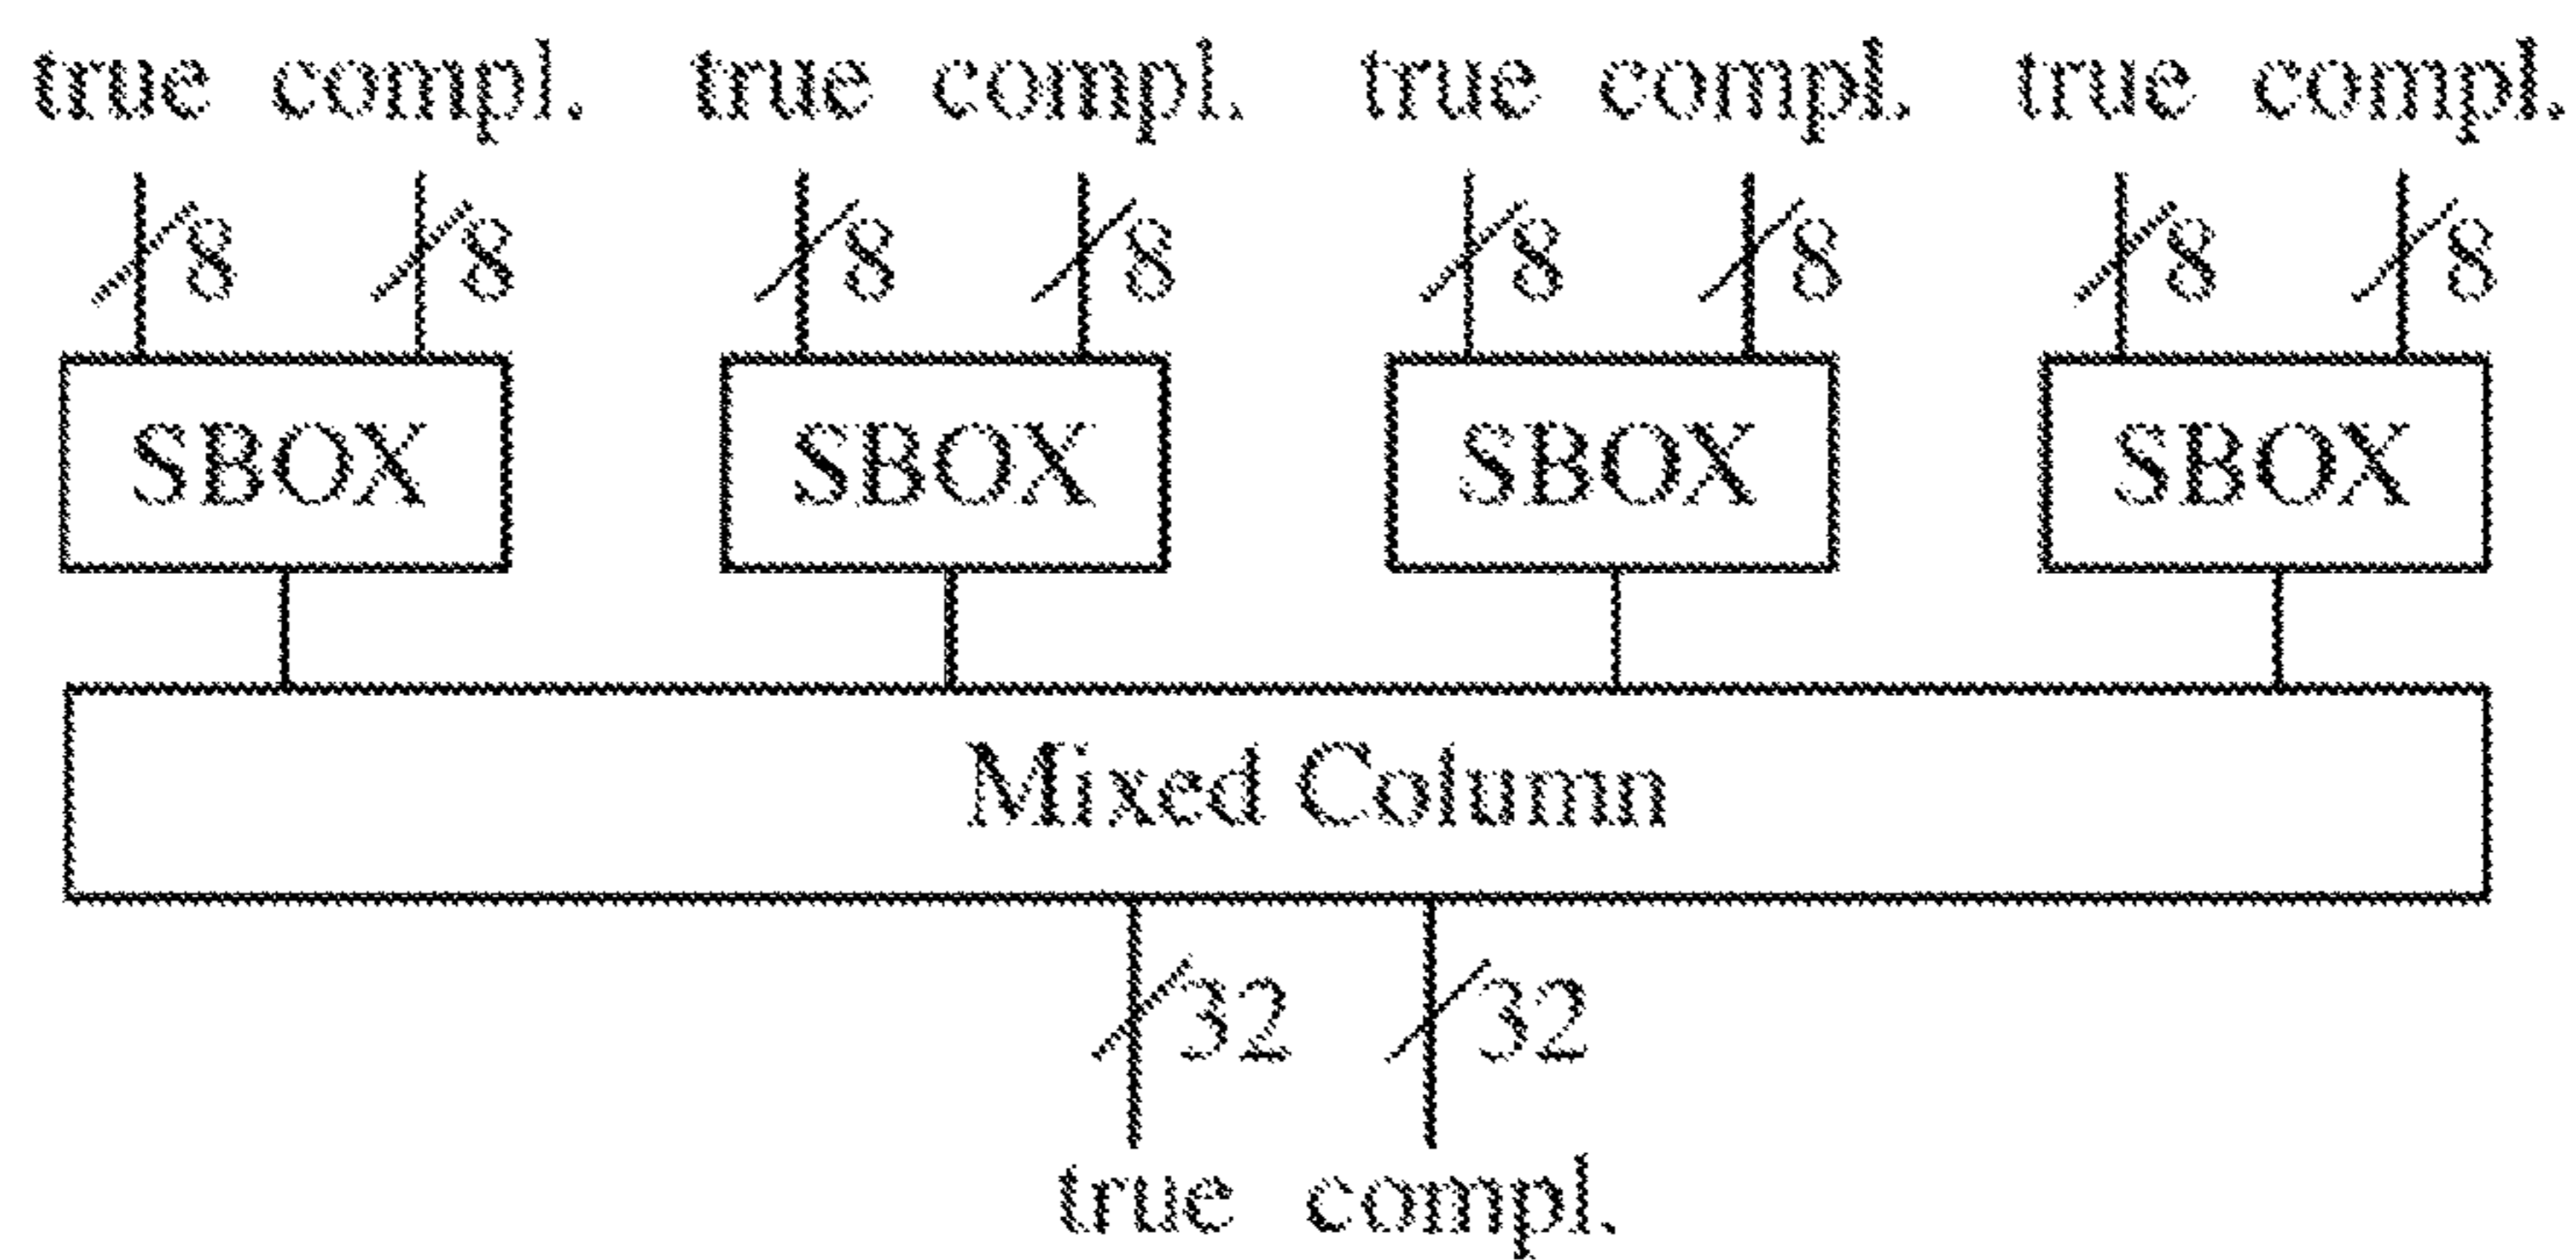 true compl. true compl. true compl. true compl.
8 8 8 8 8 8 8 8
SBOX SBOX SBOX SBOX
Mixed Column
32 32
true compl.